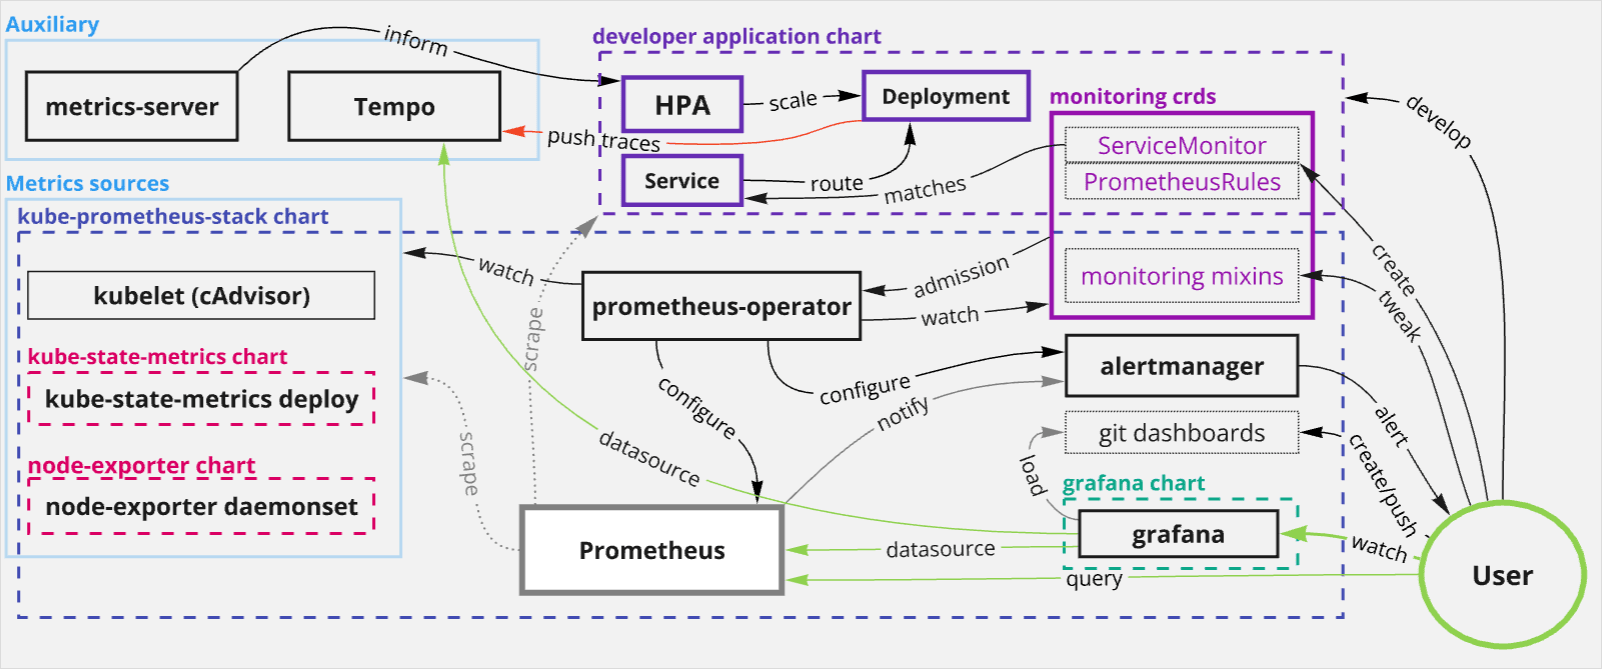 Auxiliary
developer application chart
inform
metrics-server
Tempo
HPA
scale
Deployment
monitoring crds
develop
push traces
ServiceMonitor
Service
route
matches
PrometheusRules
Metrics sources
kube-prometheus-stack chart
watch
admission
create
kubelet (cAdvisor)
prometheus-operator
monitoring mixins
watch
tweak
scrape
kube-state-metrics chart
kube-state-metrics deploy
configure
configure
alertmanager
notify
alert
git dashboards
create/push
scrape
datasource
load
node-exporter chart
node-exporter daemonset
grafana chart
grafana
Prometheus
datasource
watch
query
User